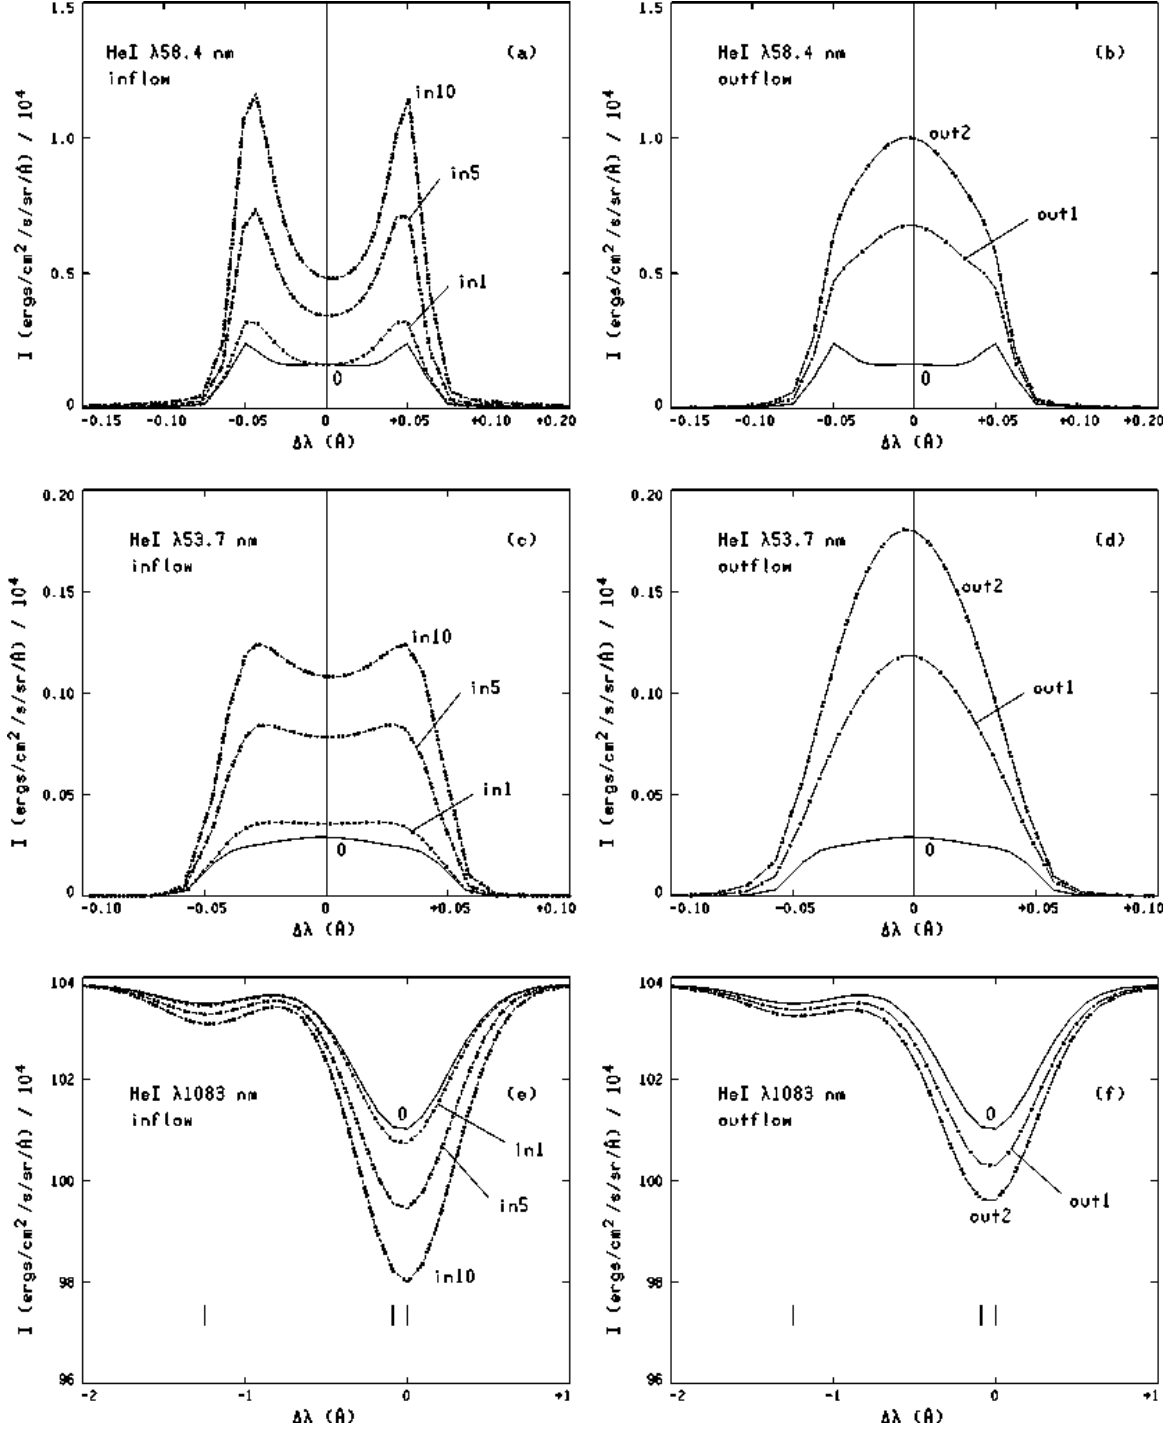 1.5
HeI λ58.4 nm
(a)
inflow
in10
1.0
in5
in1
0.5
0
0
-0.15
-0.10
-0.05
0
+0.05
+0.10
+0.15
+0.20
Δλ (Å)
I (ergs/cm²/s/sr/Å) / 10⁴
1.5
HeI λ58.4 nm
(b)
outflow
out2
1.0
out1
0.5
0
0
-0.15
-0.10
-0.05
0
+0.05
+0.10
+0.15
+0.20
Δλ (Å)
I (ergs/cm²/s/sr/Å) / 10⁴
0.20
HeI λ53.7 nm
(c)
inflow
0.15
in10
in5
0.10
in1
0.05
0
0
-0.10
-0.05
0
+0.05
+0.10
Δλ (Å)
I (ergs/cm²/s/sr/Å) / 10⁴
0.20
HeI λ53.7 nm
(d)
outflow
out2
0.15
out1
0.10
0.05
0
0
-0.10
-0.05
0
+0.05
+0.10
Δλ (Å)
I (ergs/cm²/s/sr/Å) / 10⁴
104
102
HeI λ1083 nm
(e)
inflow
0
in1
in5
100
in10
98
96
-2
-1
0
+1
Δλ (Å)
I (ergs/cm²/s/sr/Å) / 10⁴
104
102
HeI λ1083 nm
(f)
outflow
0
out1
out2
100
98
96
-2
-1
0
+1
Δλ (Å)
I (ergs/cm²/s/sr/Å) / 10⁴